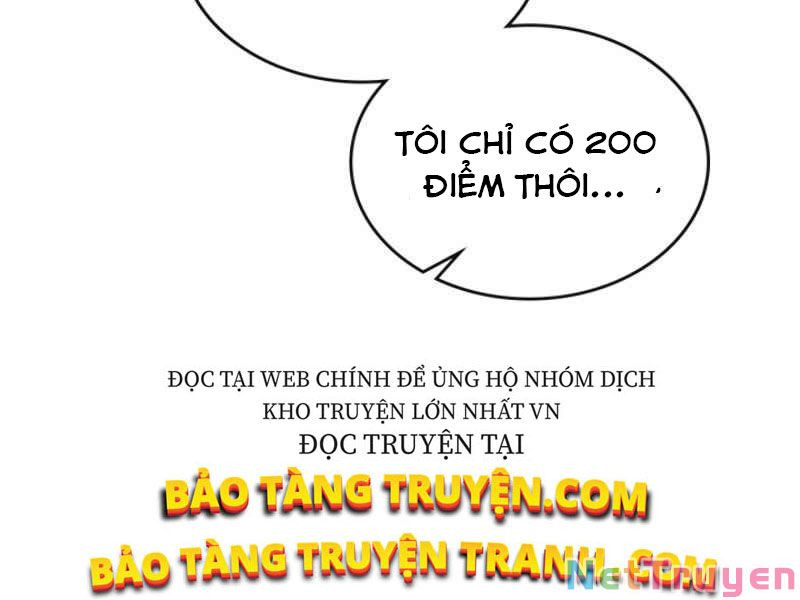 TÔI CHỈ CÓ 200
ĐIỂM THÔI...
ĐỌC TẠI WEB CHÍNH ĐỂ ỦNG HỘ NHÓM DỊCH
KHO TRUYỆN LỚN NHẤT VN
ĐỌC TRUYỆN TẠI
BẢO TÀNG TRUYỆN.COM
BẢO TÀNG TRUYỆN TRANH.COM
NetTruyen